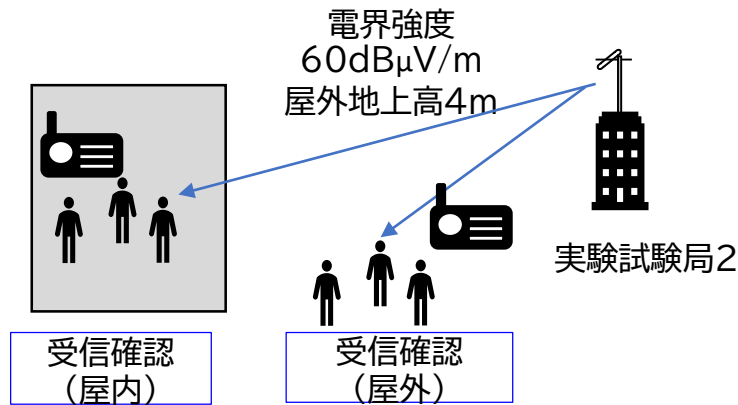 電界強度
60dBμV/m
屋外地上高4m
実験試験局2
受信確認
（屋内）
受信確認
（屋外）